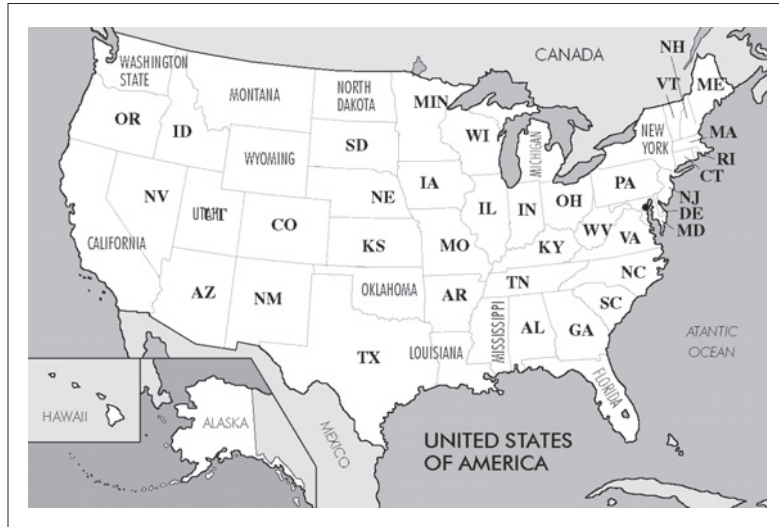 CANADA
NH
VT
ME
WASHINGTON
STATE
MONTANA
NORTH
DAKOTA
MIN
OR
ID
SD
WI
MICHIGAN
NEW
YORK
MA
RI
CT
WYOMING
IA
PA
NJ
DE
MD
NV
UTAH
UT
CO
NE
IL
IN
OH
WV
VA
CALIFORNIA
KS
MO
KY
NC
AZ
NM
OKLAHOMA
AR
TN
SC
MISSISSIPPI
AL
GA
TX
LOUISIANA
FLORIDA
ATANTIC
OCEAN
HAWAII
ALASKA
MEXICO
UNITED STATES
OF AMERICA